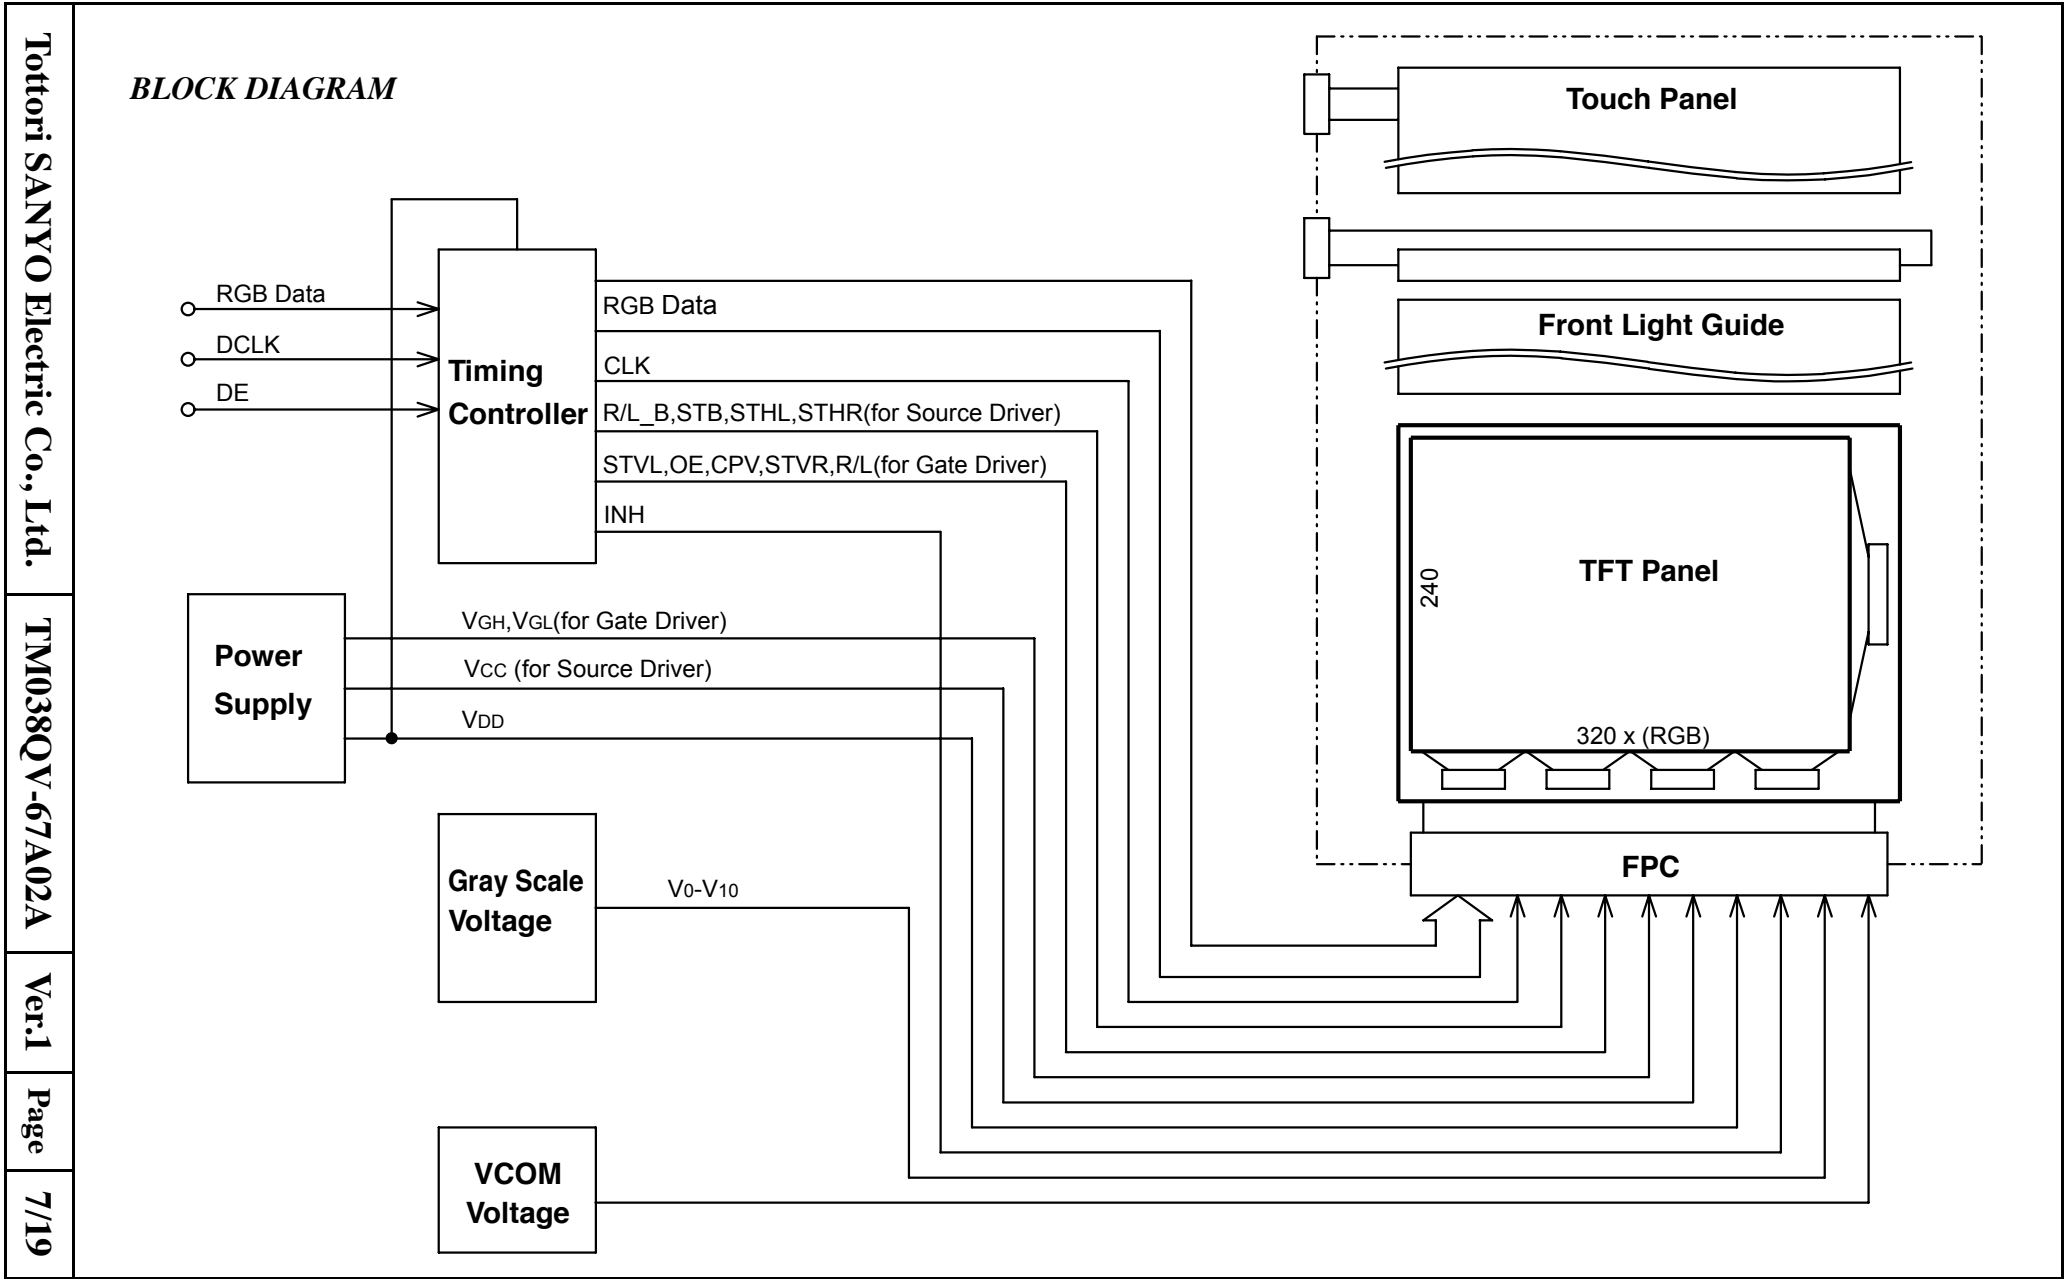 Tottori SANYO Electric Co., Ltd.
TM038QV-67A02A
Ver.1
Page
7/19
BLOCK DIAGRAM
RGB Data
DCLK
DE
Timing
Controller
RGB Data
CLK
R/L_B,STB,STHL,STHR(for Source Driver)
STVL,OE,CPV,STVR,R/L(for Gate Driver)
INH
Power
Supply
VGH,VGL(for Gate Driver)
VCC (for Source Driver)
VDD
Gray Scale
Voltage
V0-V10
VCOM
Voltage
Touch Panel
Front Light Guide
TFT Panel
240
320 x (RGB)
FPC